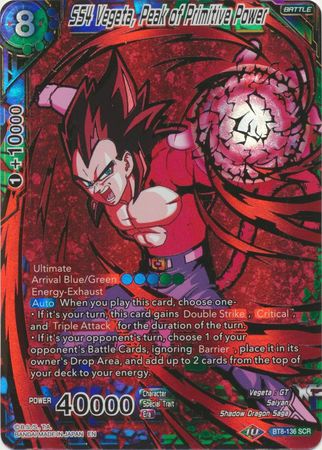 8
SS4 Vegeta, Peak of Primitive Power
BATTLE
1+10000
Ultimate
Arrival Blue/Green
Energy-Exhaust
Auto When you play this card, choose one-
• If it's your turn, this card gains Double Strike, Critical,
and Triple Attack for the duration of the turn.
• If it's your opponent's turn, choose 1 of your
opponent's Battle Cards, ignoring Barrier, place it in its
owner's Drop Area, and add up to 2 cards from the top of
your deck to your energy.
POWER 40000
Character Vegeta : GT
Special Trait Saiyan
Era Shadow Dragon Saga
BANDAI MADE IN JAPAN EN
BT8-136 SCR